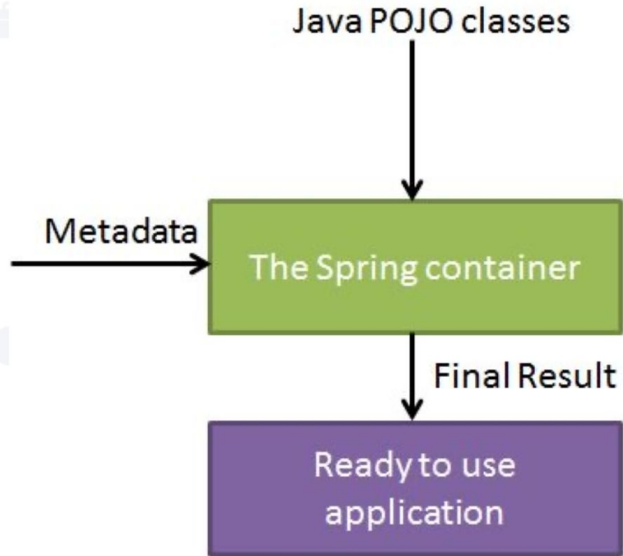 Java POJO classes
Metadata
The Spring container
Final Result
Ready to use
application